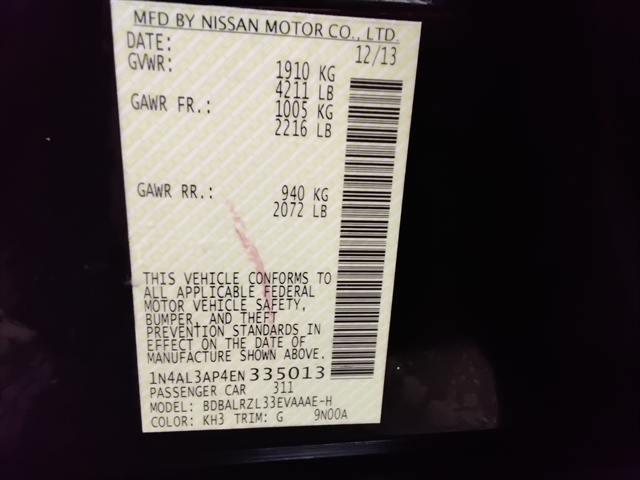 MFD BY NISSAN MOTOR CO., LTD.
DATE: 12/13
GVWR: 1910 KG
4211 LB
GAWR FR.: 1005 KG
2216 LB
GAWR RR.: 940 KG
2072 LB
THIS VEHICLE CONFORMS TO
ALL APPLICABLE FEDERAL
MOTOR VEHICLE SAFETY,
BUMPER, AND THEFT
PREVENTION STANDARDS IN
EFFECT ON THE DATE OF
MANUFACTURE SHOWN ABOVE.
1N4AL3AP4EN335013
PASSENGER CAR 311
MODEL: BDBALRZL33EVAAAE-H
COLOR: KH3 TRIM: G 9N00A